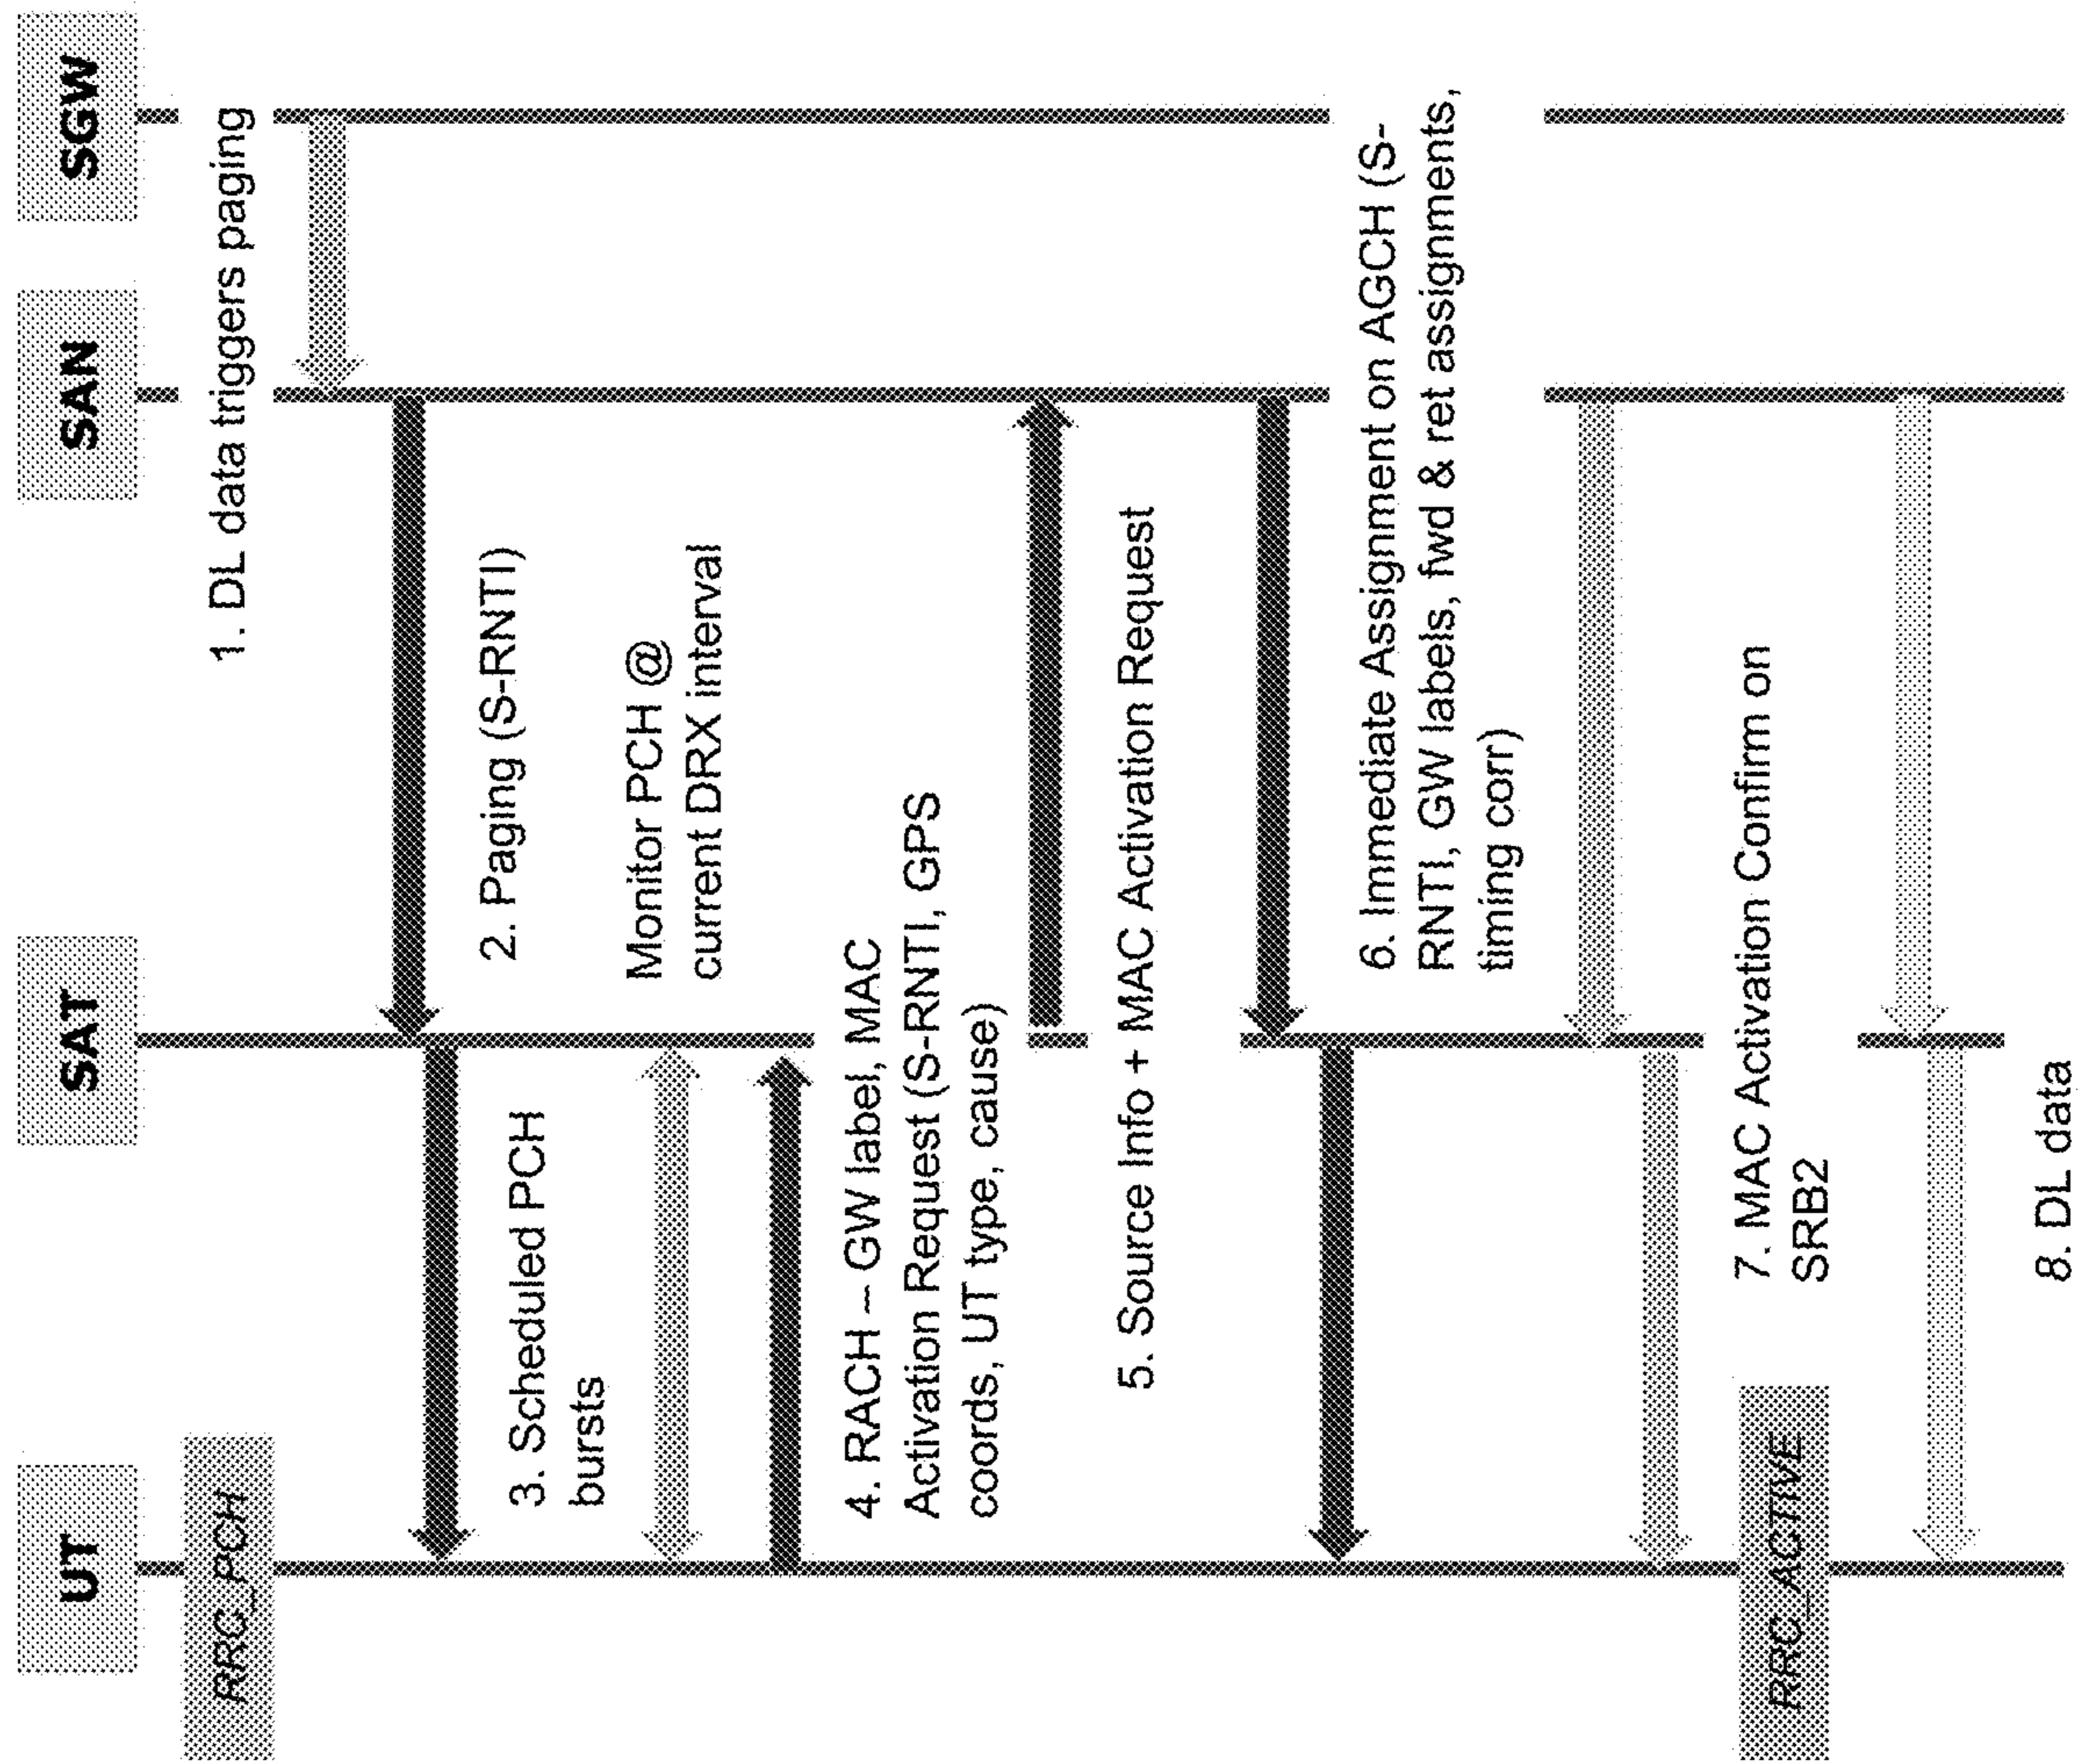 UT
SAT
SAN
SGW
RRC_PCH
1. DL data triggers paging
2. Paging (S-RNTI)
3. Scheduled PCH
bursts
Monitor PCH @
current DRX interval
4. RACH – GW label, MAC
Activation Request (S-RNTI, GPS
coords, UT type, cause)
5. Source Info + MAC Activation Request
6. Immediate Assignment on AGCH (S-
RNTI, GW labels, fwd & ret assignments,
timing corr)
7. MAC Activation Confirm on
SRB2
RRC_ACTIVE
8. DL data